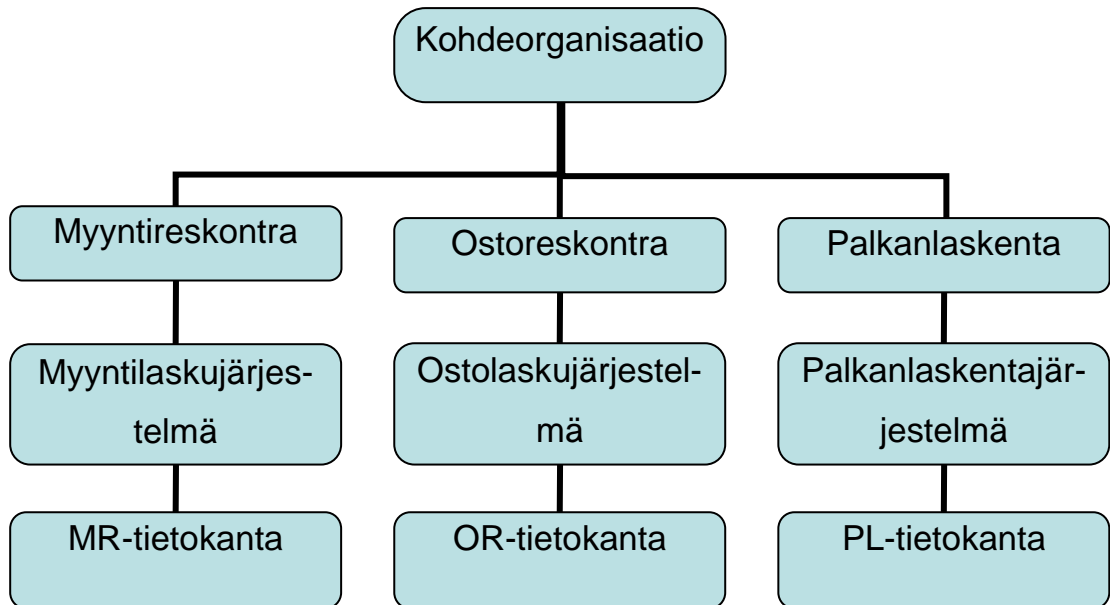 Kohdeorganisaatio
Myyntireskontra
Ostoreskontra
Palkanlaskenta
Myyntilaskujärjes-
telmä
Ostolaskujärjestel-
mä
Palkanlaskentajär-
jestelmä
MR-tietokanta
OR-tietokanta
PL-tietokanta